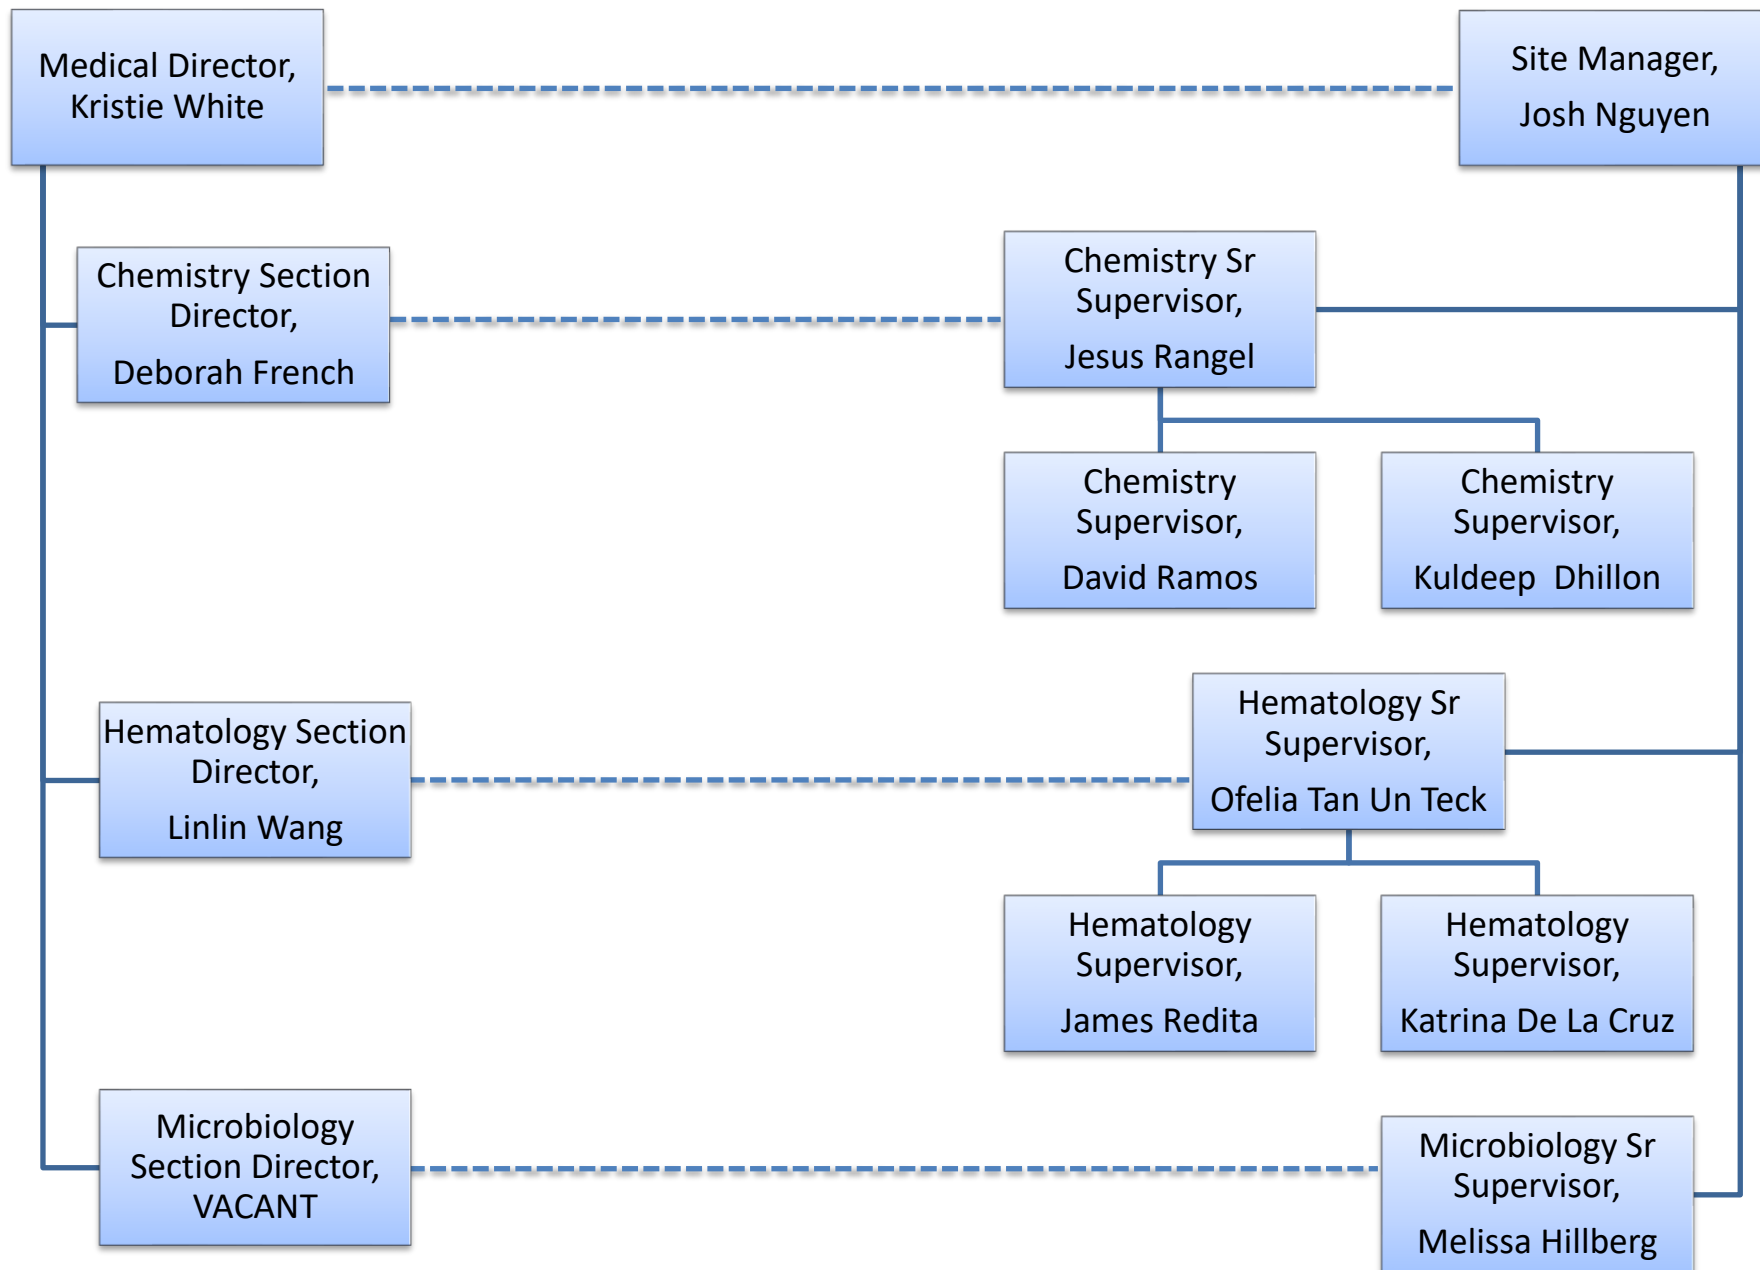 Medical Director,
Kristie White
Site Manager,
Josh Nguyen
Chemistry Section
Director,
Deborah French
Chemistry Sr
Supervisor,
Jesus Rangel
Chemistry
Supervisor,
David Ramos
Chemistry
Supervisor,
Kuldeep  Dhillon
Hematology Section
Director,
Linlin Wang
Hematology Sr
Supervisor,
Ofelia Tan Un Teck
Hematology
Supervisor,
James Redita
Hematology
Supervisor,
Katrina De La Cruz
Microbiology
Section Director,
VACANT
Microbiology Sr
Supervisor,
Melissa Hillberg